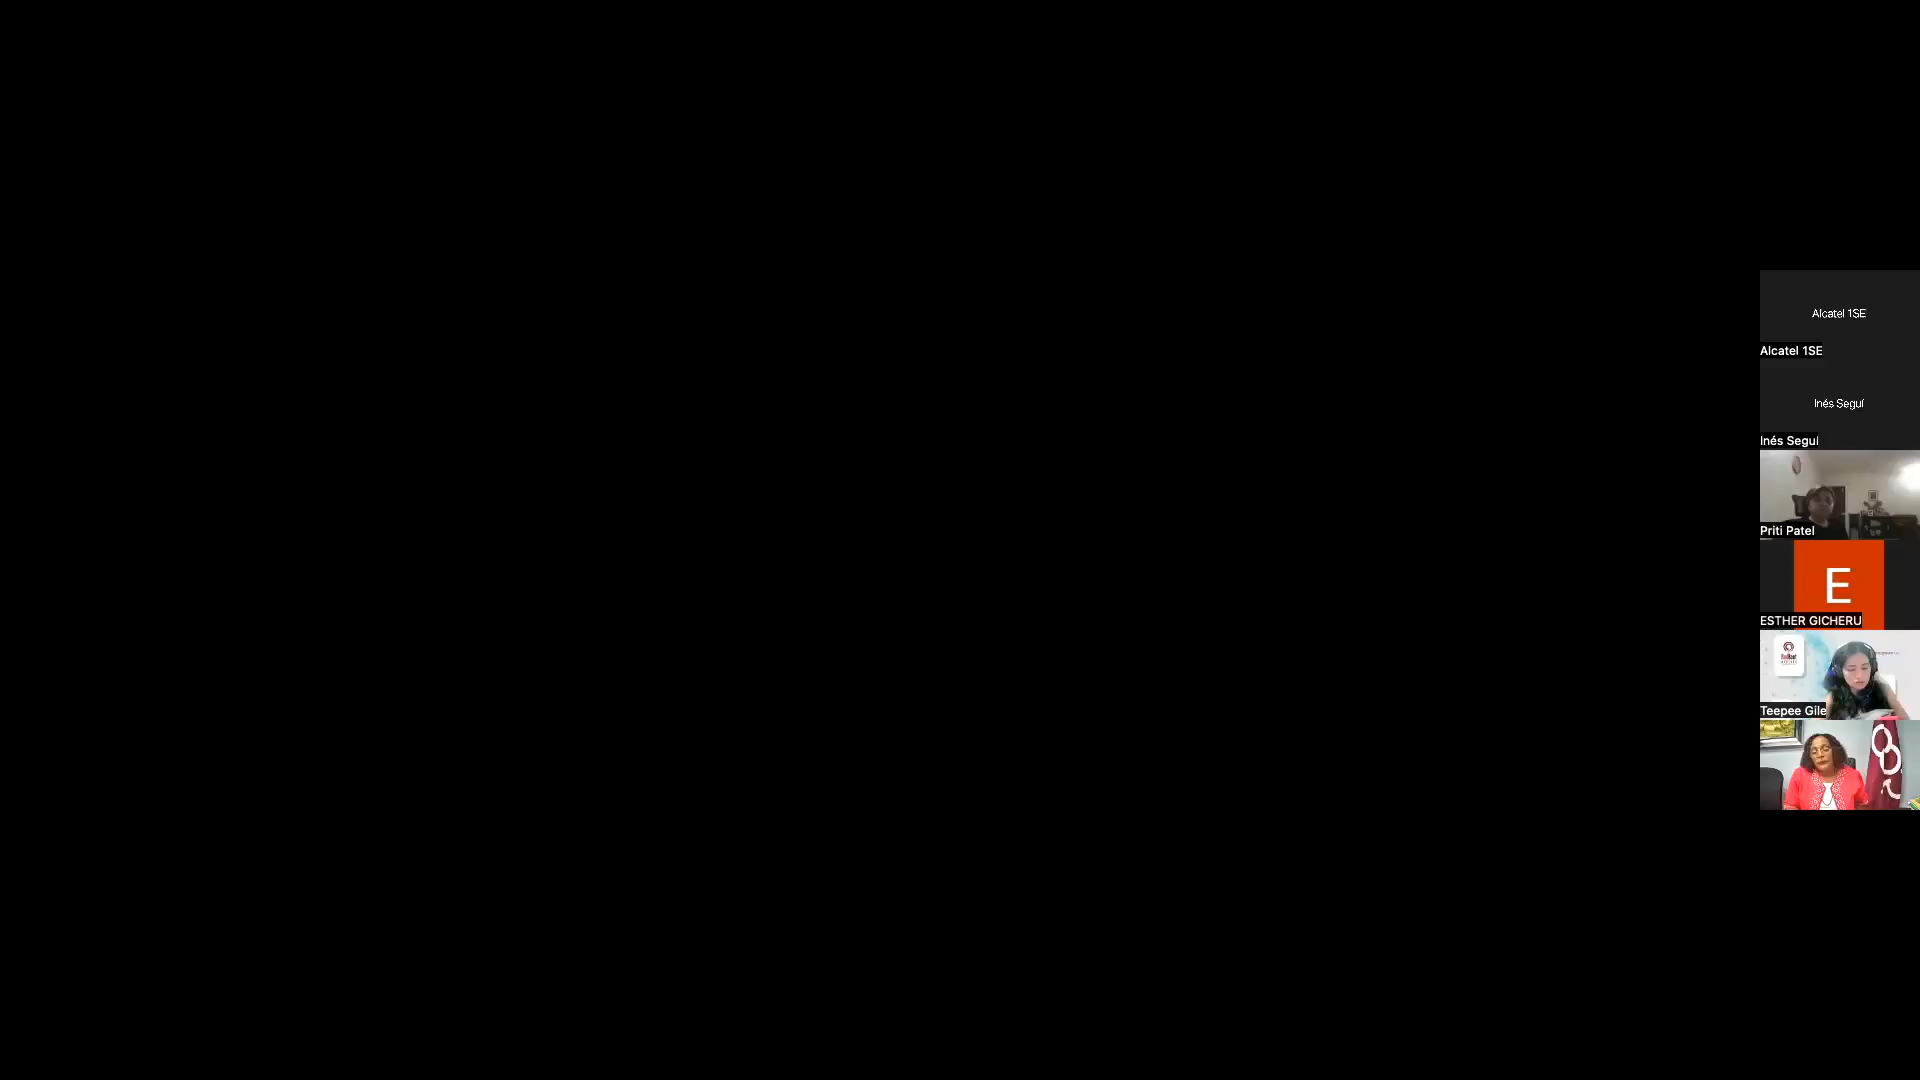 Alcatel 1SE
Alcatel 1SE
Inés Seguí
Inés Seguí
Priti Patel
E
ESTHER GICHERU
Teepee Gile